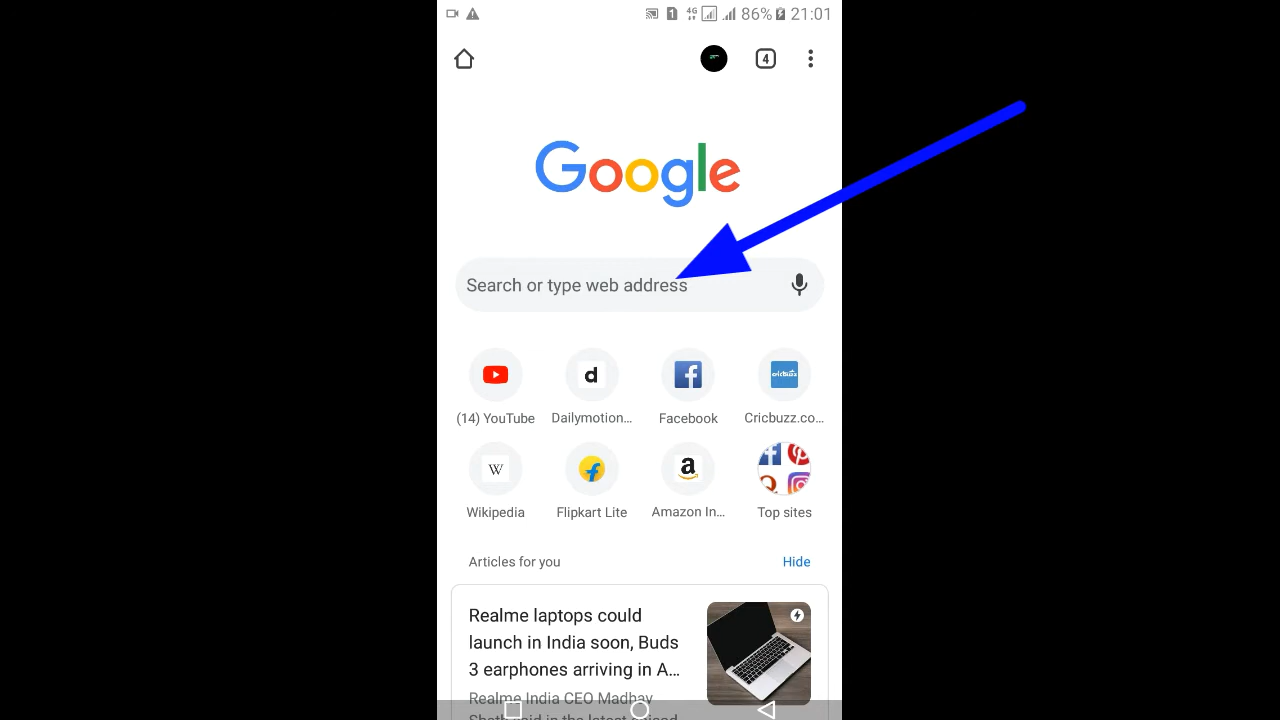 1 4G 86% 21:01
4
Google
Search or type web address
(14) YouTube Dailymotion... Facebook Cricbuzz.co...
Wikipedia Flipkart Lite Amazon In... Top sites
Articles for you Hide
Realme laptops could
launch in India soon, Buds
3 earphones arriving in A...
Realme India CEO Madhav